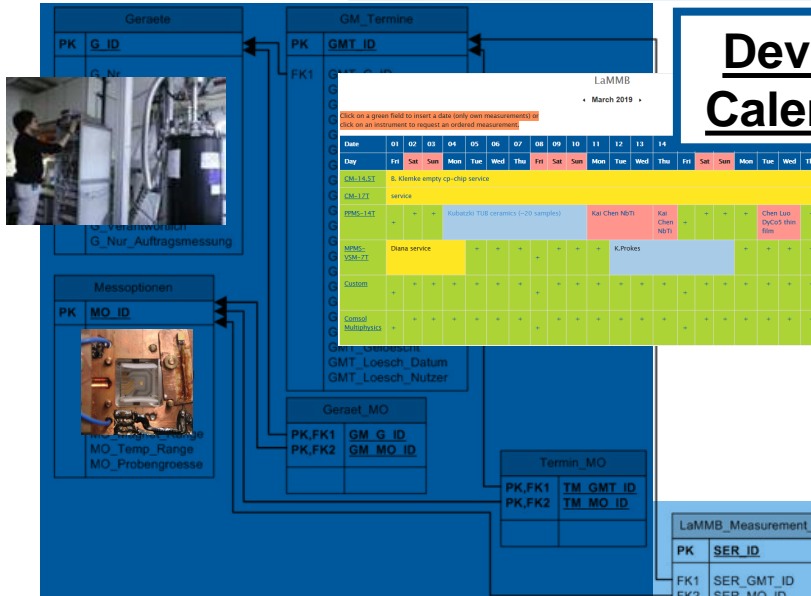 Geraete
PK G_ID
G_Nr
G_Verantwortlich
G_Nur_Auftragsmessung
GM_Termine
PK GMT_ID
FK1
GMT_Geloescht
GMT_Loesch_Datum
GMT_Loesch_Nutzer
LaMMB
March 2019
Click on a green field to insert a date (only own measurements) or
click on an instrument to request an ordered measurement.
Date 01 02 03 04 05 06 07 08 09 10 11 12 13 14
Day Fri Sat Sun Mon Tue Wed Thu Fri Sat Sun Mon Tue Wed Thu Fri Sat Sun Mon Tue Wed
CM-14.5T B. Klemke empty cp-chip service
CM-17T service
PPMS-14T + + + Kubatzki TUB ceramics (~20 samples) Kai Chen NbTi Kai Chen NbTi + + + + Chen Luo DyCo5 thin film
MPMS-VSM-7T Diana service + + + + + + + K.Prokes + + +
Custom + + + + + + + + + + + + + + + + + + + +
Comsol Multiphysics + + + + + + + + + + + + + + + + + + + +
Messoptionen
PK MO_ID
MO_Temp_Range
MO_Probengroesse
Geraet_MO
PK,FK1 GM_G_ID
PK,FK2 GM_MO_ID
Termin_MO
PK,FK1 TM_GMT_ID
PK,FK2 TM_MO_ID
LaMMB_Measurement_
PK SER_ID
FK1 SER_GMT_ID
FK2 SER_MO_ID